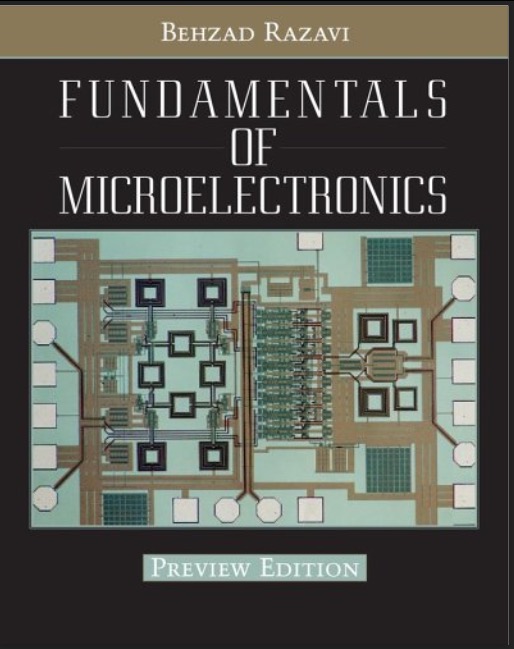 BEHZAD RAZAVI
FUNDAMENTALS
OF
MICROELECTRONICS
PREVIEW EDITION